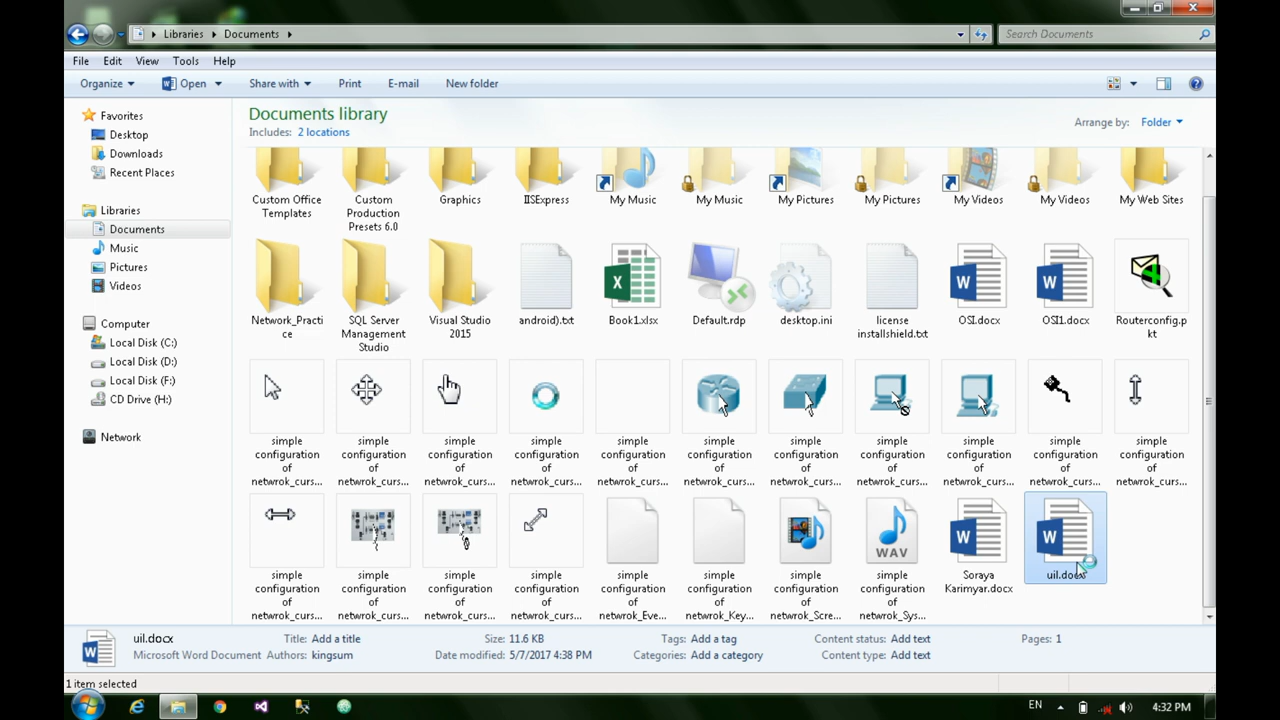 Libraries Documents
Search Documents
File Edit View Tools Help
Organize Open Share with Print E-mail New folder
Documents library
Includes: 2 locations
Arrange by: Folder
Favorites
Desktop
Downloads
Recent Places
Libraries
Documents
Music
Pictures
Videos
Computer
Local Disk (C:)
Local Disk (D:)
Local Disk (F:)
CD Drive (H:)
Network
Custom Office
Templates
Custom
Production
Presets 6.0
Graphics
IISExpress
My Music
My Music
My Pictures
My Pictures
My Videos
My Videos
My Web Sites
Network_Practi
ce
SQL Server
Management
Studio
Visual Studio
2015
android).txt
Book1.xlsx
Default.rdp
desktop.ini
license
installshield.txt
OSI.docx
OSI1.docx
Routerconfig.p
kt
simple
configuration
of
netwrok_curs...
simple
configuration
of
netwrok_curs...
simple
configuration
of
netwrok_curs...
simple
configuration
of
netwrok_curs...
simple
configuration
of
netwrok_curs...
simple
configuration
of
netwrok_curs...
simple
configuration
of
netwrok_curs...
simple
configuration
of
netwrok_curs...
simple
configuration
of
netwrok_curs...
simple
configuration
of
netwrok_curs...
simple
configuration
of
netwrok_curs...
simple
configuration
of
netwrok_curs...
simple
configuration
of
netwrok_curs...
simple
configuration
of
netwrok_curs...
simple
configuration
of
netwrok_curs...
simple
configuration
of
netwrok_Eve...
simple
configuration
of
netwrok_Key...
simple
configuration
of
netwrok_Scre...
WAV
simple
configuration
of
netwrok_Sys...
Soraya
Karimyar.docx
uil.docx
uil.docx Title: Add a title Size: 11.6 KB Tags: Add a tag Content status: Add text Pages: 1
Microsoft Word Document Authors: kingsum Date modified: 5/7/2017 4:38 PM Categories: Add a category Content type: Add text
1 item selected
EN 4:32 PM